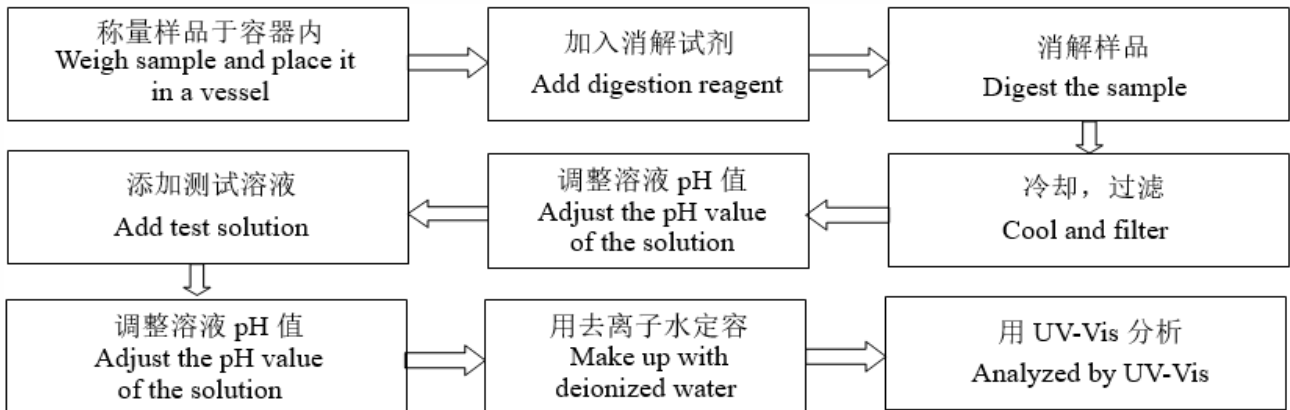 称量样品于容器内
Weigh sample and place it
in a vessel
加入消解试剂
Add digestion reagent
消解样品
Digest the sample
冷却，过滤
Cool and filter
调整溶液 pH 值
Adjust the pH value
of the solution
添加测试溶液
Add test solution
调整溶液 pH 值
Adjust the pH value
of the solution
用去离子水定容
Make up with
deionized water
用 UV-Vis 分析
Analyzed by UV-Vis